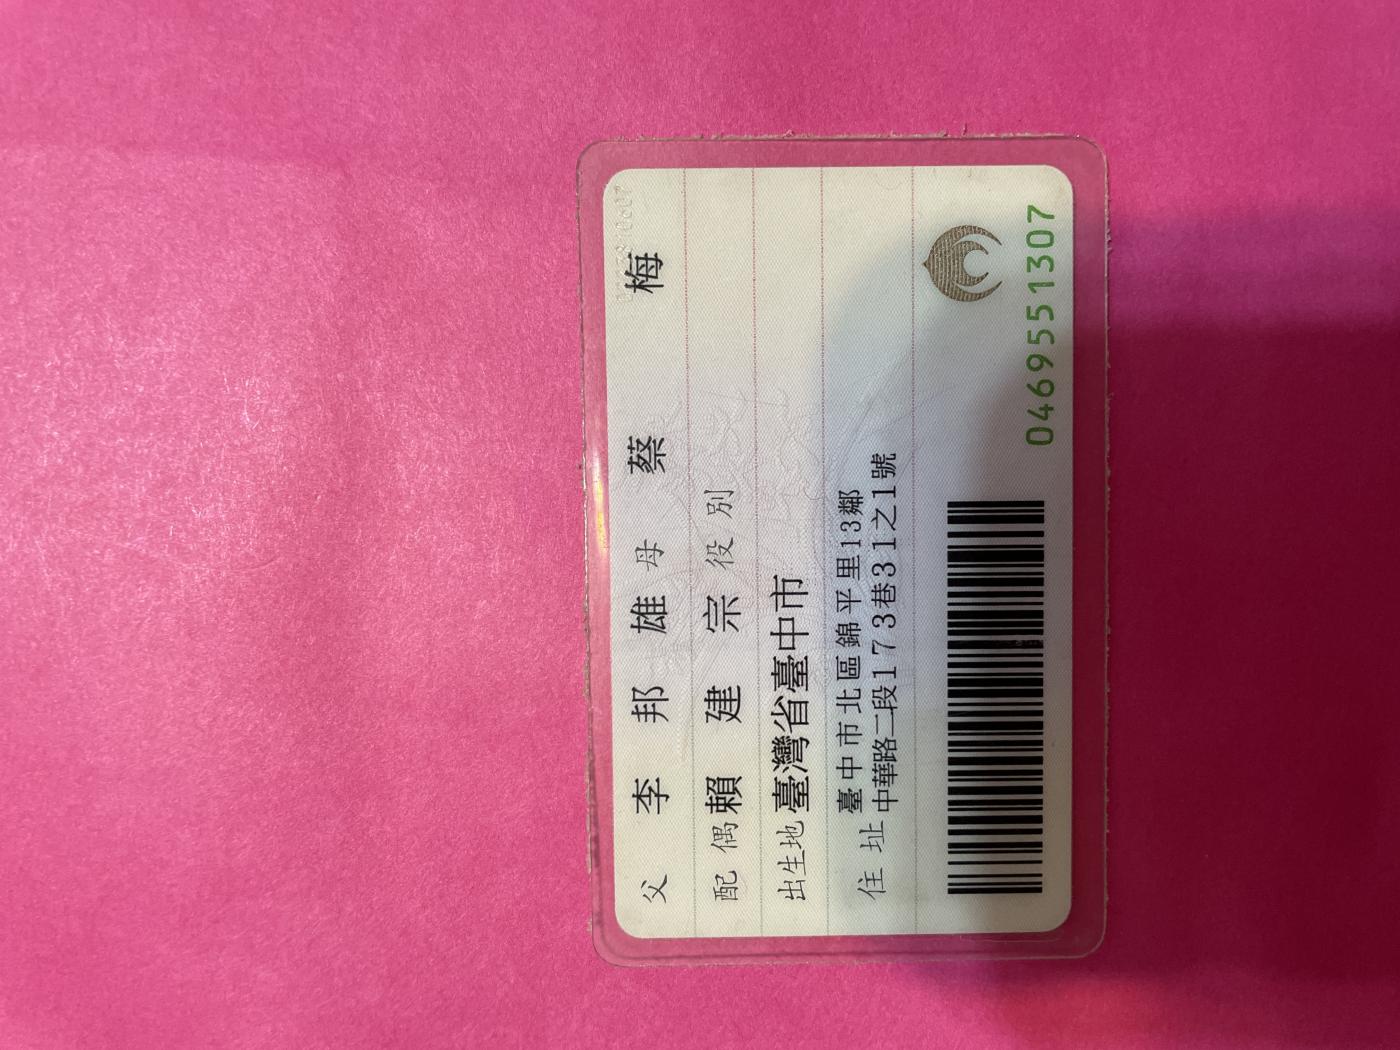 父 李邦雄 母 蔡梅
配偶 賴建宗 役別
出生地 臺灣省臺中市
住址 臺中市北區錦平里13鄰
中華路二段173巷31之1號
0469551307